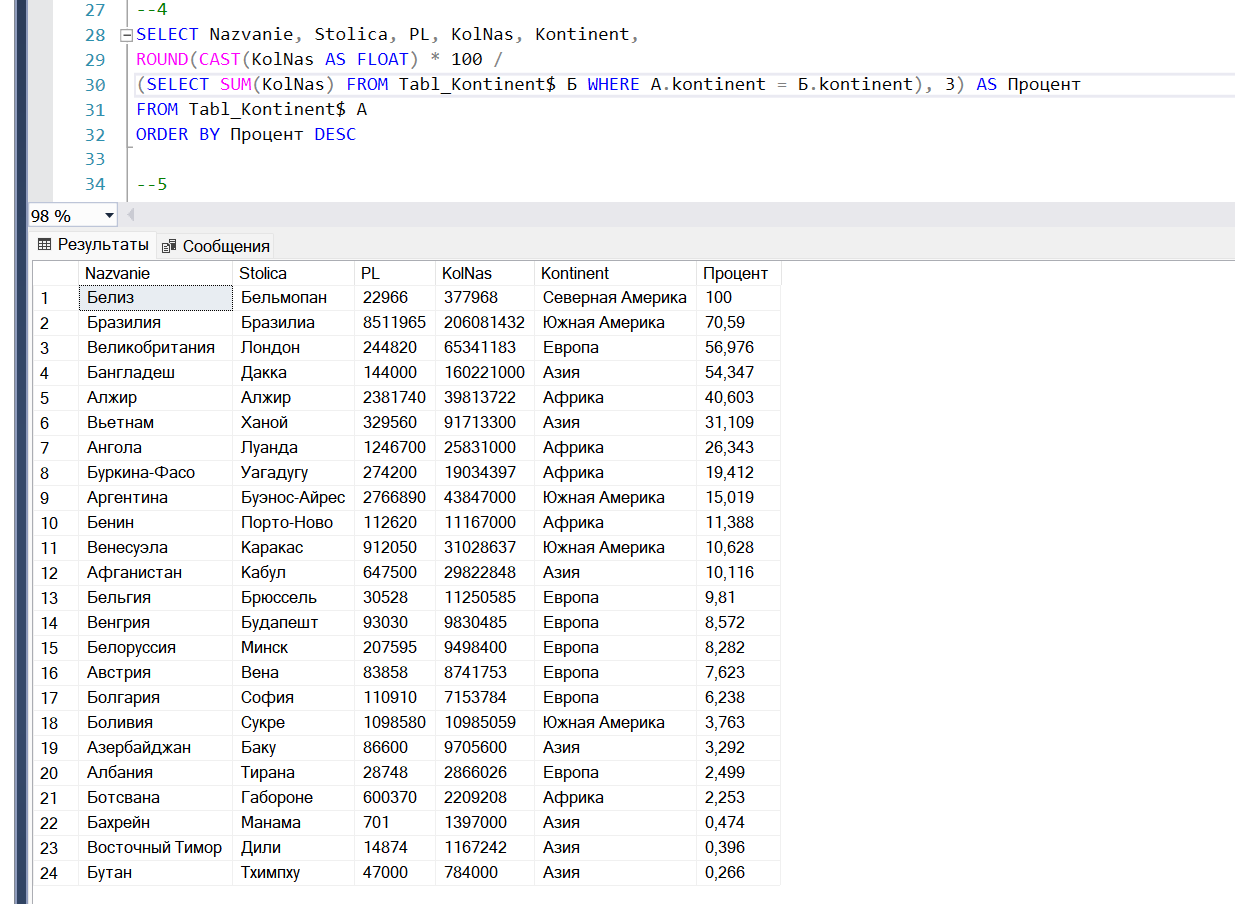 27 --4
28 SELECT Nazvanie, Stolica, PL, KolNas, Kontinent,
29 ROUND(CAST(KolNas AS FLOAT) * 100 /
30 (SELECT SUM(KolNas) FROM Tabl_Kontinent$ Б WHERE А.kontinent = Б.kontinent), 3) AS Процент
31 FROM Tabl_Kontinent$ А
32 ORDER BY Процент DESC
33
34 --5
98 %
Результаты Сообщения
Nazvanie Stolica PL KolNas Kontinent Процент
1 Белиз Бельмопан 22966 377968 Северная Америка 100
2 Бразилия Бразилиа 8511965 206081432 Южная Америка 70,59
3 Великобритания Лондон 244820 65341183 Европа 56,976
4 Бангладеш Дакка 144000 160221000 Азия 54,347
5 Алжир Алжир 2381740 39813722 Африка 40,603
6 Вьетнам Ханой 329560 91713300 Азия 31,109
7 Ангола Луанда 1246700 25831000 Африка 26,343
8 Буркина-Фасо Уагадугу 274200 19034397 Африка 19,412
9 Аргентина Буэнос-Айрес 2766890 43847000 Южная Америка 15,019
10 Бенин Порто-Ново 112620 11167000 Африка 11,388
11 Венесуэла Каракас 912050 31028637 Южная Америка 10,628
12 Афганистан Кабул 647500 29822848 Азия 10,116
13 Бельгия Брюссель 30528 11250585 Европа 9,81
14 Венгрия Будапешт 93030 9830485 Европа 8,572
15 Белоруссия Минск 207595 9498400 Европа 8,282
16 Австрия Вена 83858 8741753 Европа 7,623
17 Болгария София 110910 7153784 Европа 6,238
18 Боливия Сукре 1098580 10985059 Южная Америка 3,763
19 Азербайджан Баку 86600 9705600 Азия 3,292
20 Албания Тирана 28748 2866026 Европа 2,499
21 Ботсвана Габороне 600370 2209208 Африка 2,253
22 Бахрейн Манама 701 1397000 Азия 0,474
23 Восточный Тимор Дили 14874 1167242 Азия 0,396
24 Бутан Тхимпху 47000 784000 Азия 0,266